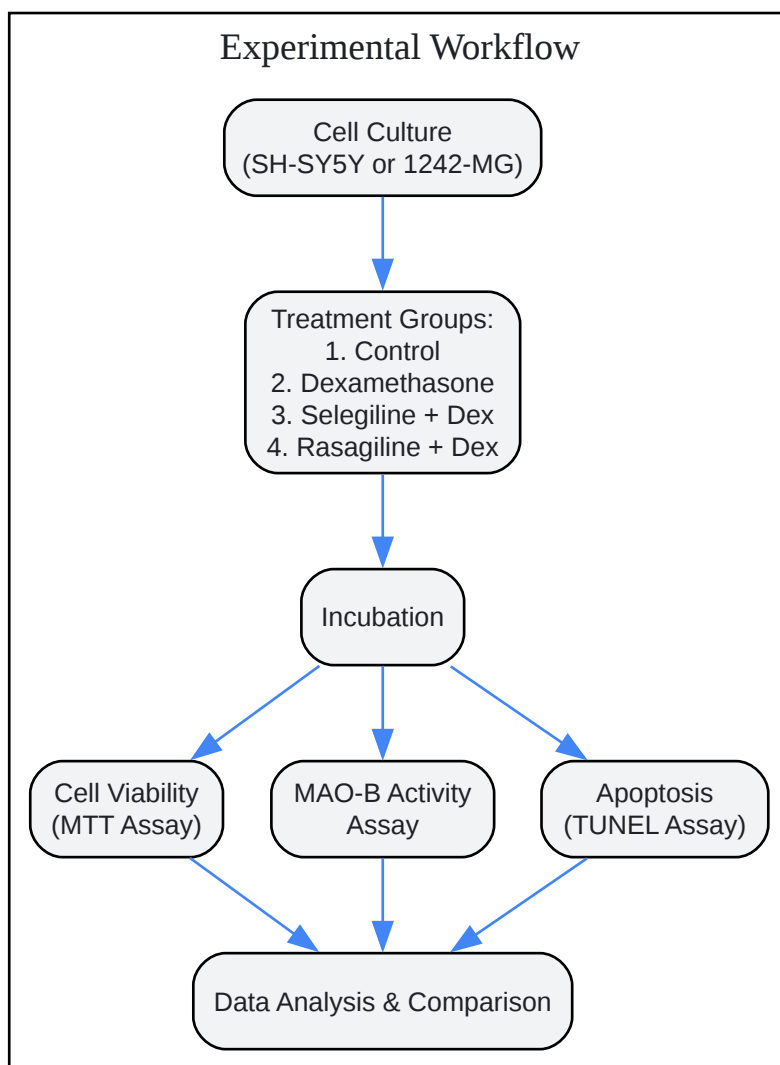 Experimental Workflow
Cell Culture
(SH-SY5Y or 1242-MG)
Treatment Groups:
1. Control
2. Dexamethasone
3. Selegiline + Dex
4. Rasagiline + Dex
Incubation
Cell Viability
(MTT Assay)
MAO-B Activity
Assay
Apoptosis
(TUNEL Assay)
Data Analysis & Comparison